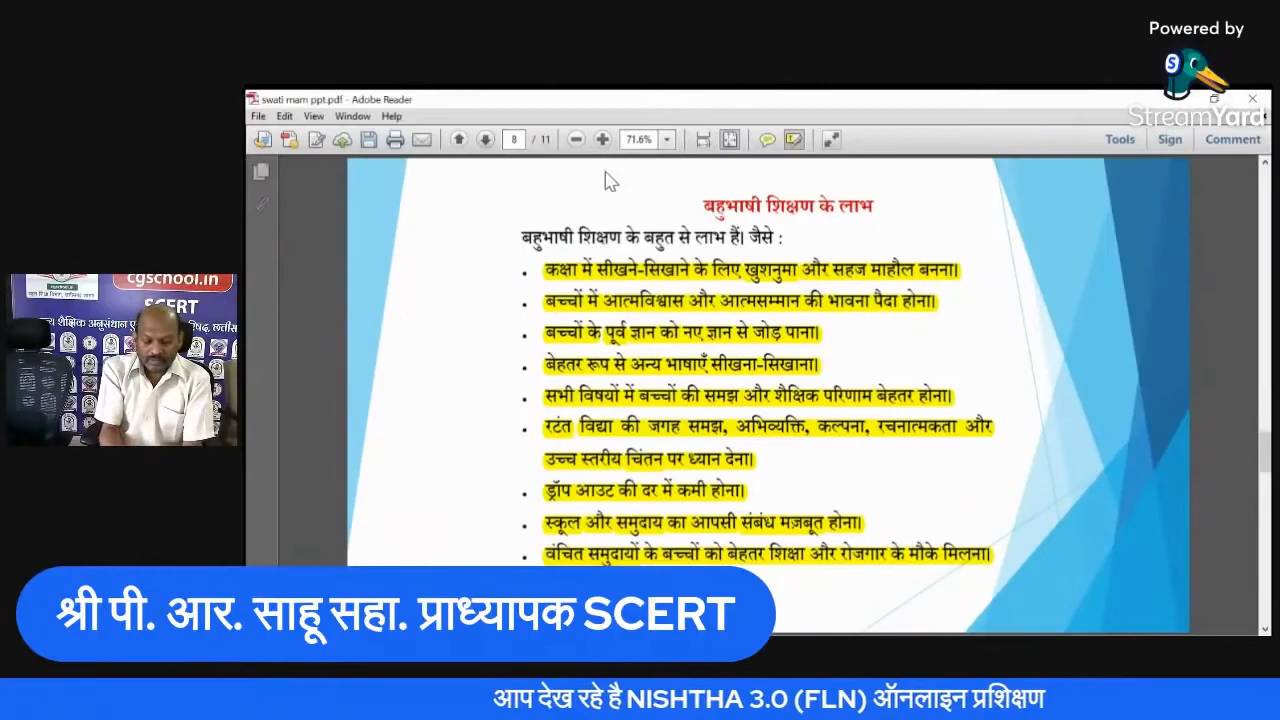 Powered by
StreamYard
swati mam ppt.pdf - Adobe Reader
File Edit View Window Help
8 / 11 71.6% Tools Sign Comment
बहुभाषी शिक्षण के लाभ
बहुभाषी शिक्षण के बहुत से लाभ हैं। जैसे :
• कक्षा में सीखने-सिखाने के लिए खुशनुमा और सहज माहौल बनना।
• बच्चों में आत्मविश्वास और आत्मसम्मान की भावना पैदा होना।
• बच्चों के पूर्व ज्ञान को नए ज्ञान से जोड़ पाना।
• बेहतर रूप से अन्य भाषाएँ सीखना-सिखाना।
• सभी विषयों में बच्चों की समझ और शैक्षिक परिणाम बेहतर होना।
• रटंत विद्या की जगह समझ, अभिव्यक्ति, कल्पना, रचनात्मकता और
उच्च स्तरीय चिंतन पर ध्यान देना।
• ड्रॉप आउट की दर में कमी होना।
• स्कूल और समुदाय का आपसी संबंध मज़बूत होना।
• वंचित समुदायों के बच्चों को बेहतर शिक्षा और रोजगार के मौके मिलना।
cgschool.in
SCERT
शैक्षिक अनुसंधान
श्री पी. आर. साहू सहा. प्राध्यापक SCERT
आप देख रहे है NISHTHA 3.0 (FLN) ऑनलाइन प्रशिक्षण